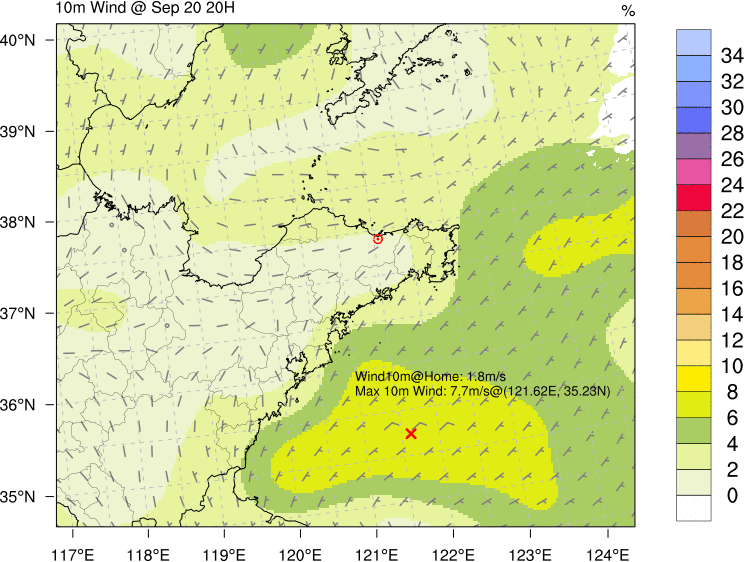 10m Wind @ Sep 20 20H
%
40°N
39°N
38°N
37°N
36°N
35°N
Wind10m@Home: 1.8m/s
Max 10m Wind: 7.7m/s@(121.62E, 35.23N)
117°E 118°E 119°E 120°E 121°E 122°E 123°E 124°E
34
32
30
28
26
24
22
20
18
16
14
12
10
8
6
4
2
0